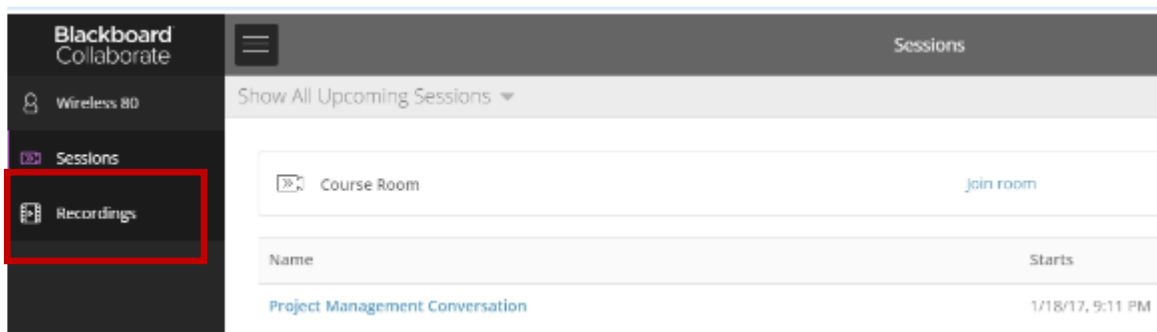 Blackboard
Collaborate
Sessions
Wireless 80
Show All Upcoming Sessions
Sessions
Course Room
Join room
Recordings
Name
Starts
Project Management Conversation
1/18/17, 9:11 PM